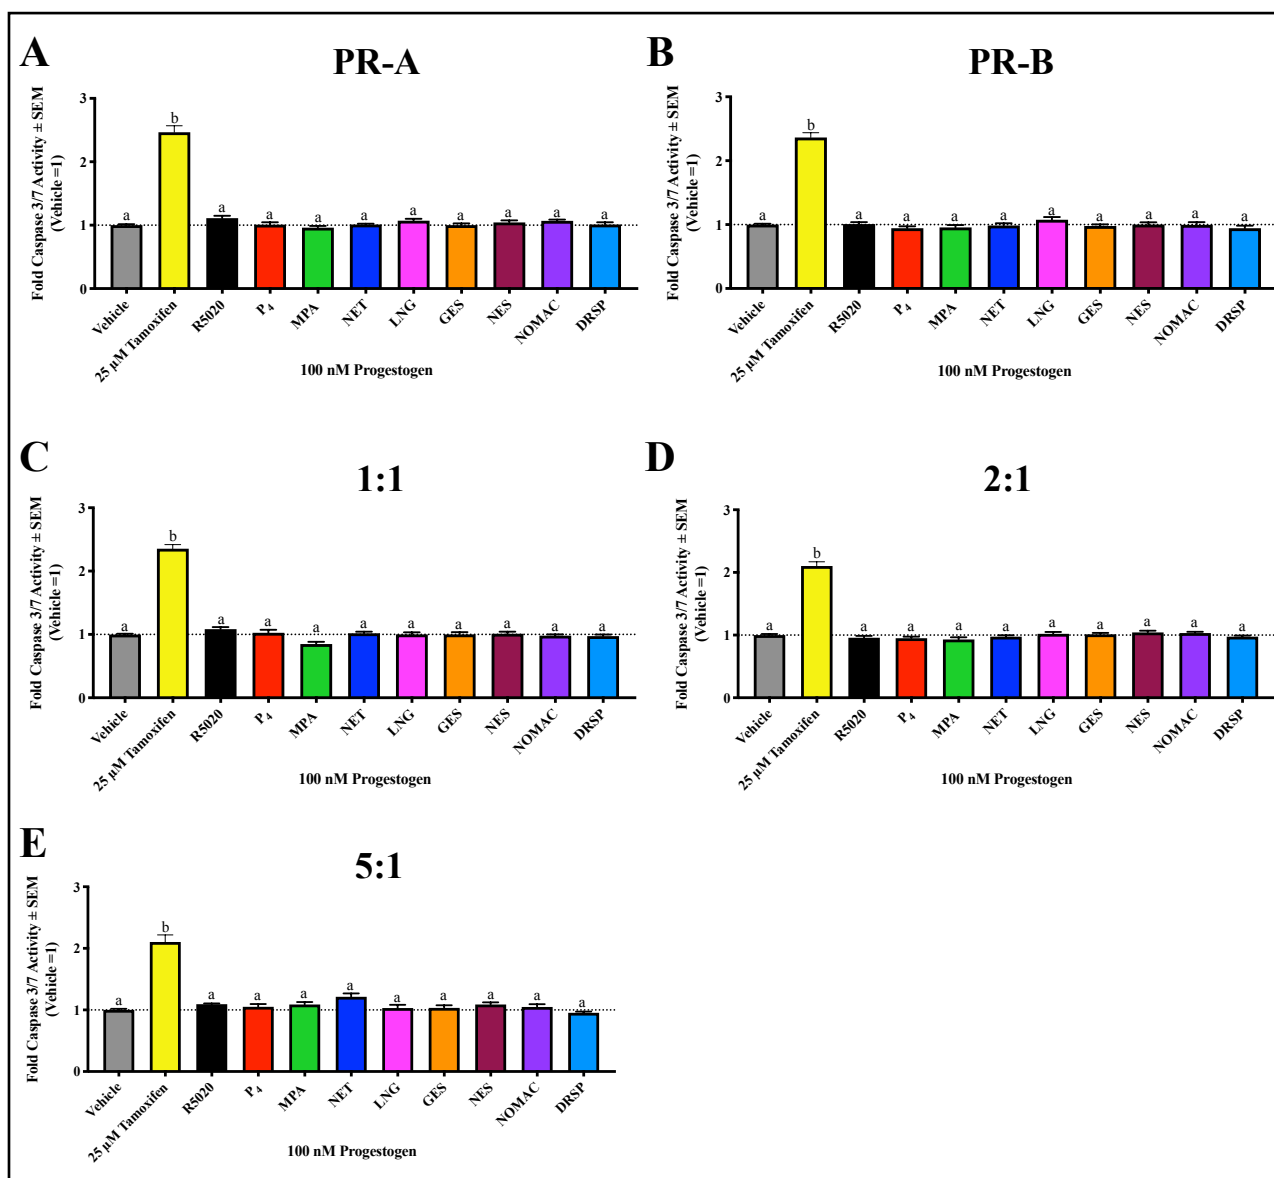 A
PR-A
Fold Caspase 3/7 Activity ± SEM
(Vehicle =1)
3
2
1
0
a
b
a
a
a
a
a
a
a
a
a
Vehicle
25 µM Tamoxifen
R5020
P4
MPA
NET
LNG
GES
NES
NOMAC
DRSP
100 nM Progestogen
B
PR-B
Fold Caspase 3/7 Activity ± SEM
(Vehicle =1)
3
2
1
0
a
b
a
a
a
a
a
a
a
a
a
Vehicle
25 µM Tamoxifen
R5020
P4
MPA
NET
LNG
GES
NES
NOMAC
DRSP
100 nM Progestogen
C
1:1
Fold Caspase 3/7 Activity ± SEM
(Vehicle =1)
3
2
1
0
a
b
a
a
a
a
a
a
a
a
a
Vehicle
25 µM Tamoxifen
R5020
P4
MPA
NET
LNG
GES
NES
NOMAC
DRSP
100 nM Progestogen
D
2:1
Fold Caspase 3/7 Activity ± SEM
(Vehicle =1)
3
2
1
0
a
b
a
a
a
a
a
a
a
a
a
Vehicle
25 µM Tamoxifen
R5020
P4
MPA
NET
LNG
GES
NES
NOMAC
DRSP
100 nM Progestogen
E
5:1
Fold Caspase 3/7 Activity ± SEM
(Vehicle =1)
3
2
1
0
a
b
a
a
a
a
a
a
a
a
a
Vehicle
25 µM Tamoxifen
R5020
P4
MPA
NET
LNG
GES
NES
NOMAC
DRSP
100 nM Progestogen